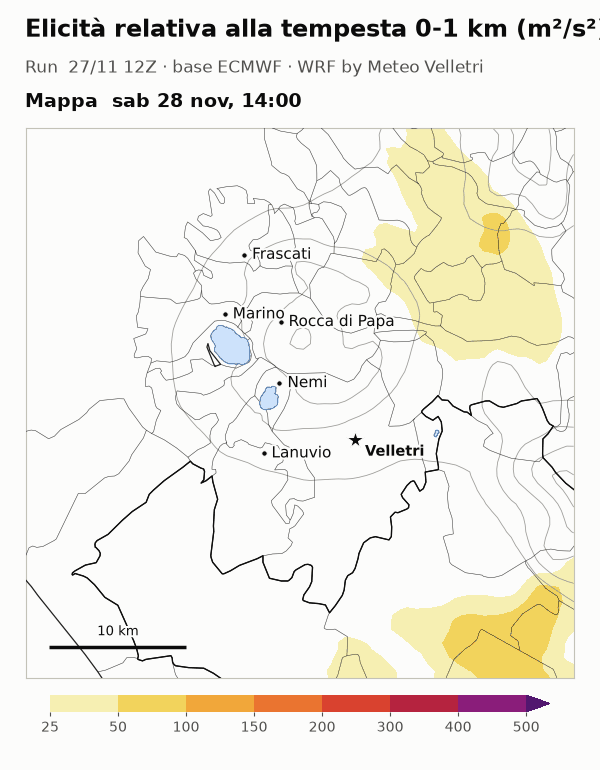 Elicità relativa alla tempesta 0-1 km (m²/s²)
Run 27/11 12Z · base ECMWF · WRF by Meteo Velletri
Mappa sab 28 nov, 14:00
Frascati
Marino
Rocca di Papa
Nemi
Velletri
Lanuvio
10 km
25 50 100 150 200 300 400 500